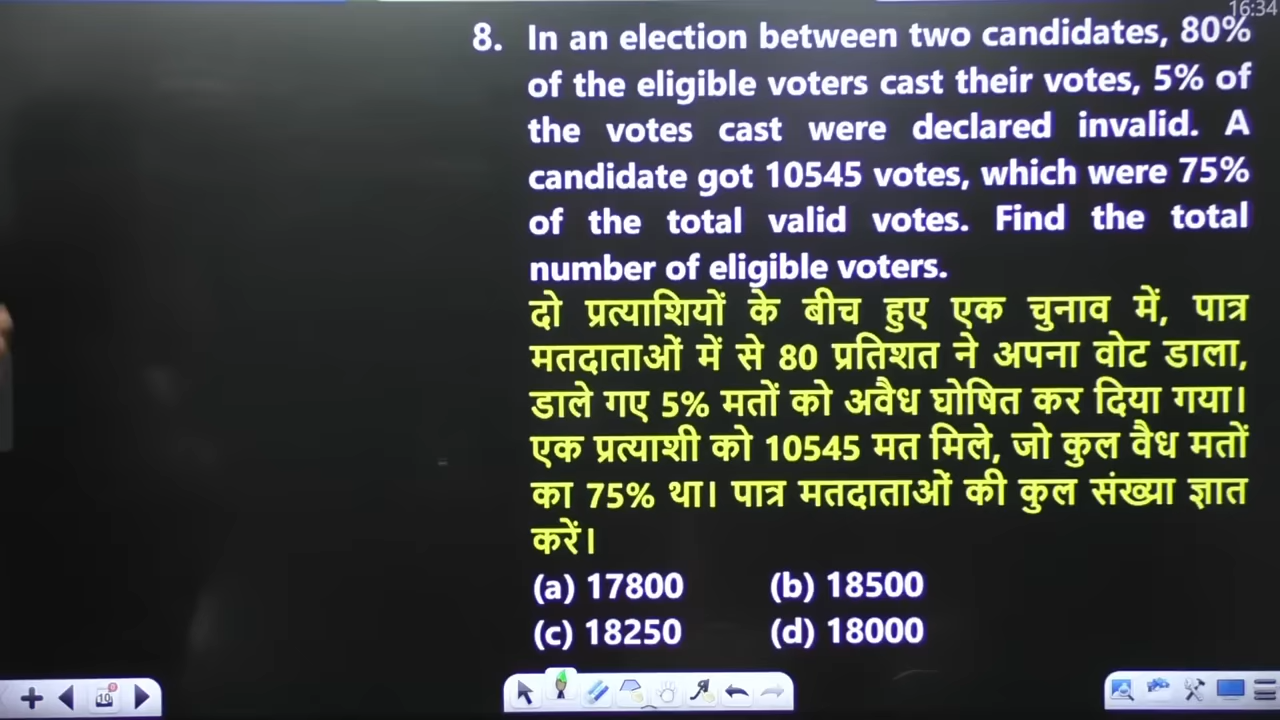 16:34
8. In an election between two candidates, 80%
of the eligible voters cast their votes, 5% of
the votes cast were declared invalid. A
candidate got 10545 votes, which were 75%
of the total valid votes. Find the total
number of eligible voters.
दो प्रत्याशियों के बीच हुए एक चुनाव में, पात्र
मतदाताओं में से 80 प्रतिशत ने अपना वोट डाला,
डाले गए 5% मतों को अवैध घोषित कर दिया गया।
एक प्रत्याशी को 10545 मत मिले, जो कुल वैध मतों
का 75% था। पात्र मतदाताओं की कुल संख्या ज्ञात
करें।
(a) 17800 (b) 18500
(c) 18250 (d) 18000
10